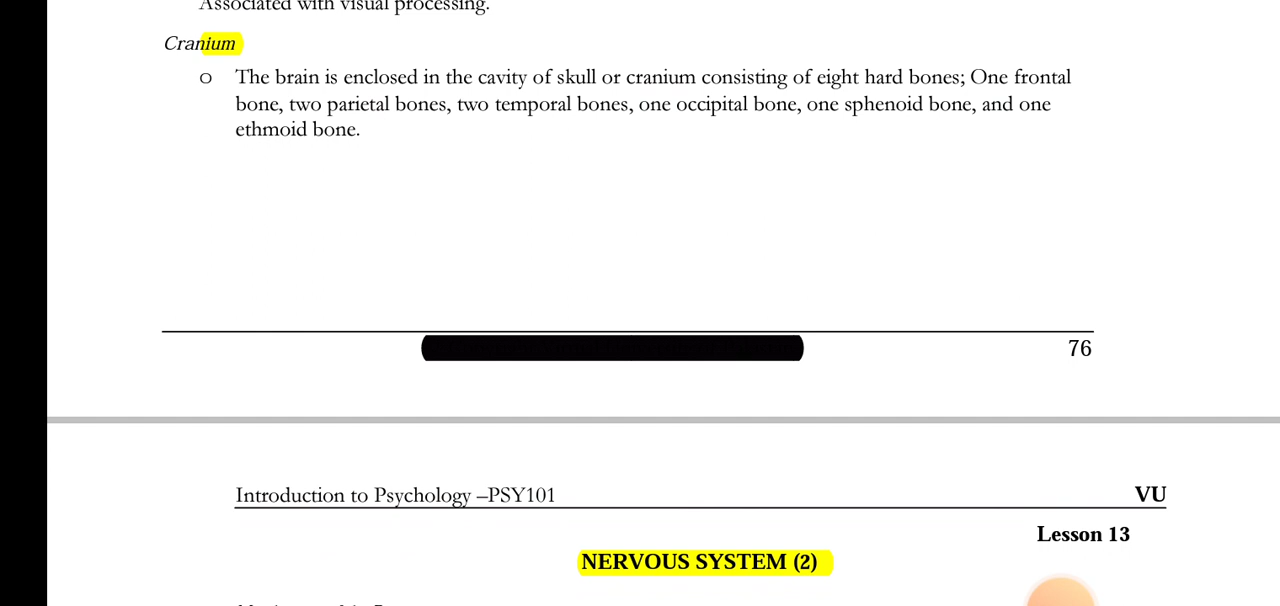 Associated with visual processing.
Cranium
o The brain is enclosed in the cavity of skull or cranium consisting of eight hard bones; One frontal
bone, two parietal bones, two temporal bones, one occipital bone, one sphenoid bone, and one
ethmoid bone.
76
Introduction to Psychology –PSY101 VU
Lesson 13
NERVOUS SYSTEM (2)